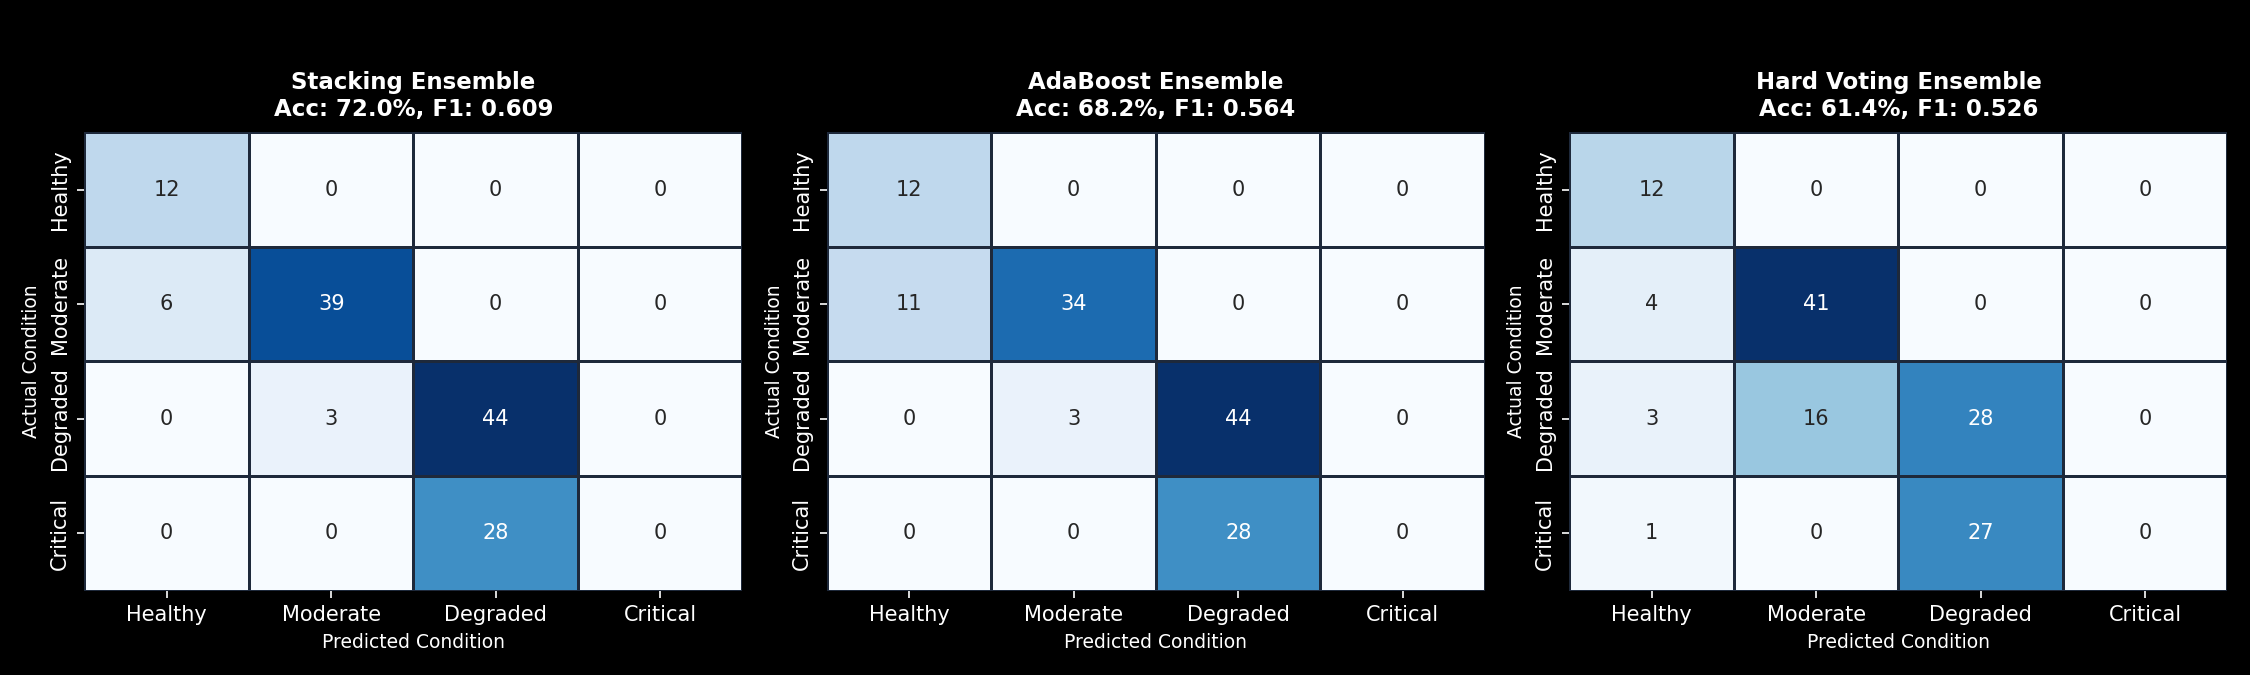 Stacking Ensemble
Acc: 72.0%, F1: 0.609
Actual Condition
Healthy
12 0 0 0
Moderate
6 39 0 0
Degraded
0 3 44 0
Critical
0 0 28 0
Healthy Moderate Degraded Critical
Predicted Condition
AdaBoost Ensemble
Acc: 68.2%, F1: 0.564
Actual Condition
Healthy
12 0 0 0
Moderate
11 34 0 0
Degraded
0 3 44 0
Critical
0 0 28 0
Healthy Moderate Degraded Critical
Predicted Condition
Hard Voting Ensemble
Acc: 61.4%, F1: 0.526
Actual Condition
Healthy
12 0 0 0
Moderate
4 41 0 0
Degraded
3 16 28 0
Critical
1 0 27 0
Healthy Moderate Degraded Critical
Predicted Condition